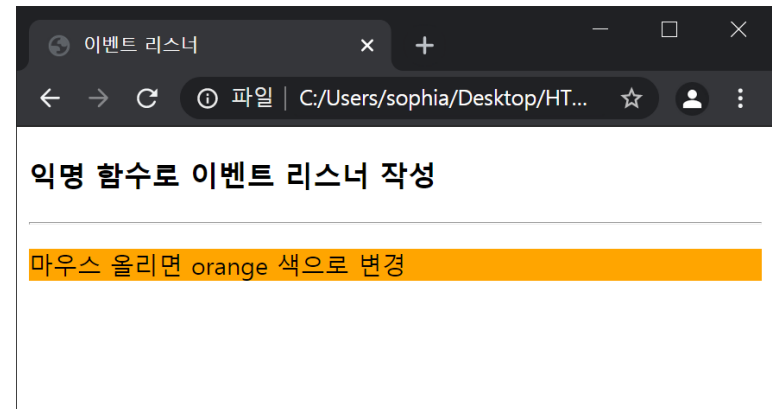 이벤트 리스너
파일 | C:/Users/sophia/Desktop/HT...
익명 함수로 이벤트 리스너 작성
마우스 올리면 orange 색으로 변경